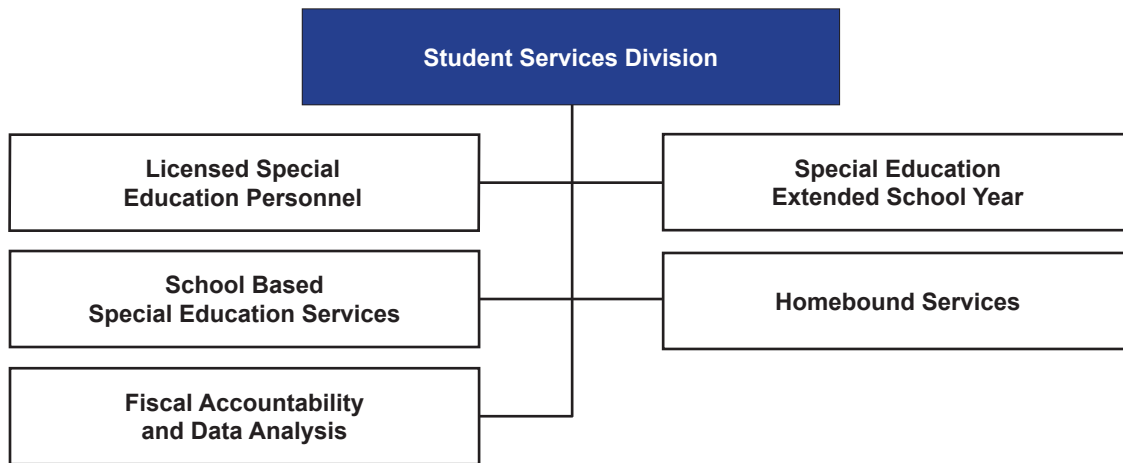 Student Services Division
Licensed Special
Education Personnel
Special Education
Extended School Year
School Based
Special Education Services
Homebound Services
Fiscal Accountability
and Data Analysis